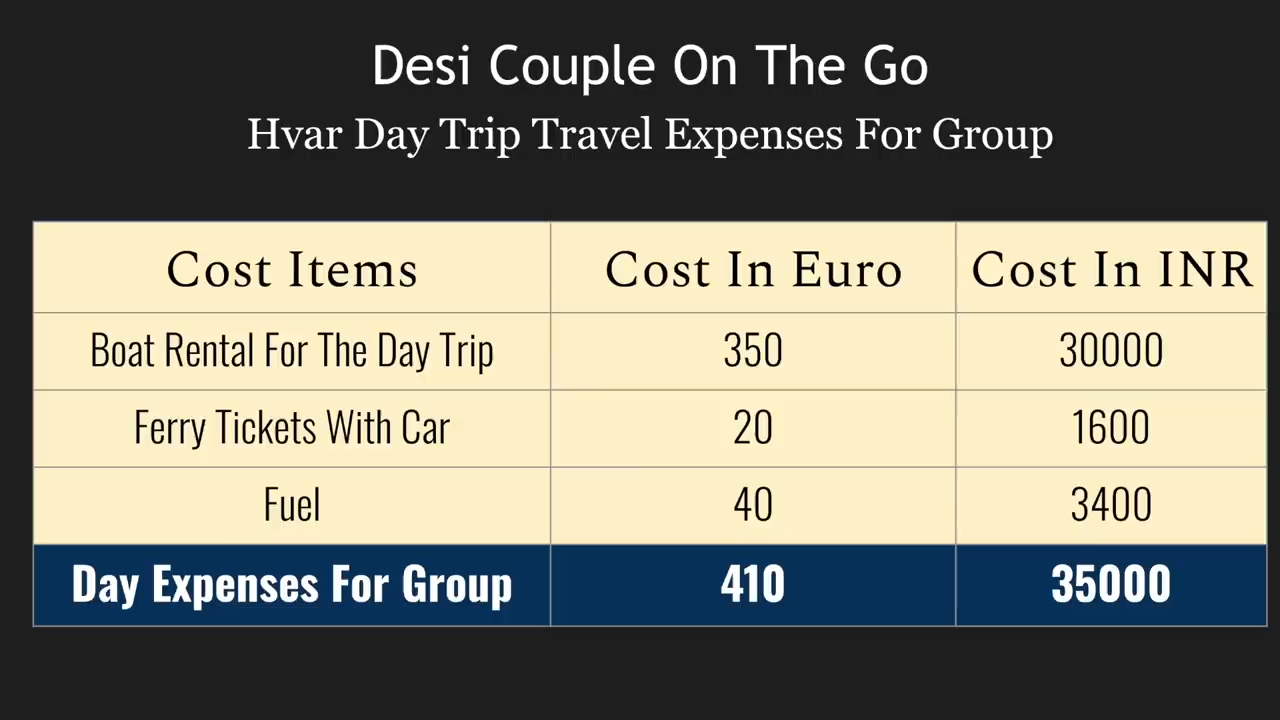 Desi Couple On The Go
Hvar Day Trip Travel Expenses For Group
Cost Items Cost In Euro Cost In INR
Boat Rental For The Day Trip 350 30000
Ferry Tickets With Car 20 1600
Fuel 40 3400
Day Expenses For Group 410 35000